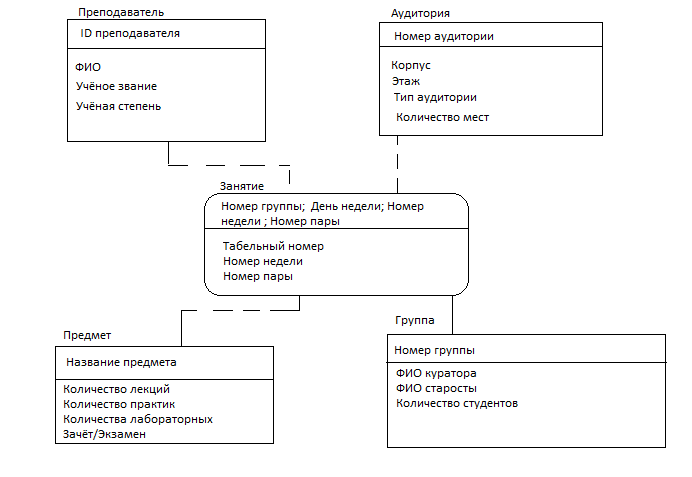 Преподаватель
ID преподавателя
ФИО
Учёное звание
Учёная степень
Аудитория
Номер аудитории
Корпус
Этаж
Тип аудитории
Количество мест
Занятие
Номер группы; День недели; Номер
недели ; Номер пары
Табельный номер
Номер недели
Номер пары
Предмет
Название предмета
Количество лекций
Количество практик
Количества лабораторных
Зачёт/Экзамен
Группа
Номер группы
ФИО куратора
ФИО старосты
Количество студентов